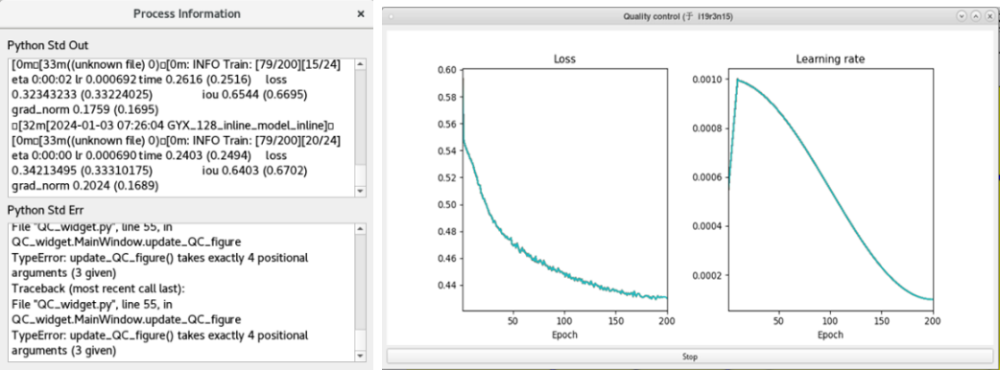 Process Information
×
Python Std Out
[0m□[33m((unknown file) 0)□[0m: INFO Train: [79/200][15/24]
eta 0:00:02 lr 0.000692 time 0.2616 (0.2516) loss
0.32343233 (0.33224025) iou 0.6544 (0.6695)
grad_norm 0.1759 (0.1695)
□[32m[2024-01-03 07:26:04 GYX_128_inline_model_inline]□
[0m□[33m((unknown file) 0)□[0m: INFO Train: [79/200][20/24]
eta 0:00:00 lr 0.000690 time 0.2403 (0.2494) loss
0.34213495 (0.33310175) iou 0.6403 (0.6702)
grad_norm 0.2024 (0.1689)
Python Std Err
File "QC_widget.py", line 55, in
QC_widget.MainWindow.update_QC_figure
TypeError: update_QC_figure() takes exactly 4 positional
arguments (3 given)
Traceback (most recent call last):
File "QC_widget.py", line 55, in
QC_widget.MainWindow.update_QC_figure
TypeError: update_QC_figure() takes exactly 4 positional
arguments (3 given)
Quality control (于 l19r3n15)
Loss
0.60
0.58
0.56
0.54
0.52
0.50
0.48
0.46
0.44
50 100 150 200
Epoch
Learning rate
0.0010
0.0008
0.0006
0.0004
0.0002
50 100 150 200
Epoch
Stop